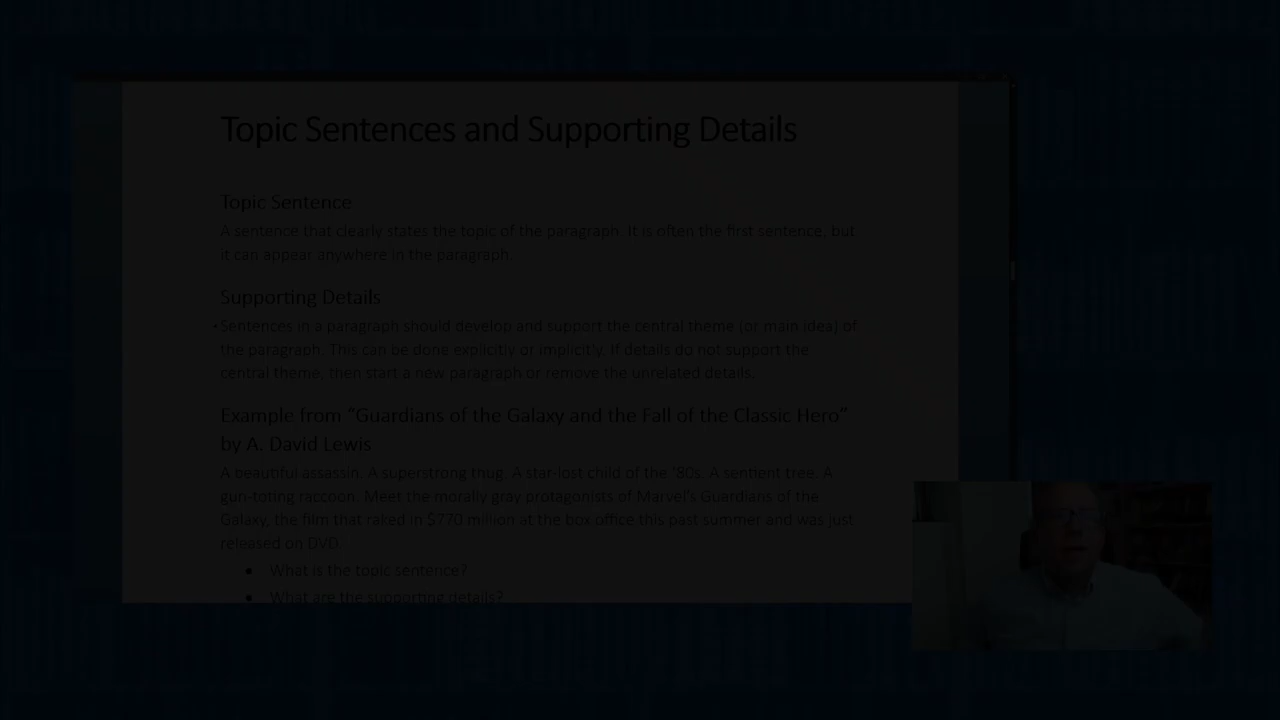 Topic Sentences and Supporting Details
Topic Sentence
A sentence that clearly states the topic of the paragraph. It is often the first sentence, but
it can appear anywhere in the paragraph.
Supporting Details
Sentences in a paragraph should develop and support the central theme (or main idea) of
the paragraph. This can be done explicitly or implicitly. If details do not support the
central theme, then start a new paragraph or remove the unrelated details.
Example from “Guardians of the Galaxy and the Fall of the Classic Hero”
by A. David Lewis
A beautiful assassin. A superstrong thug. A star-lost child of the '80s. A sentient tree. A
gun-toting raccoon. Meet the morally gray protagonists of Marvel's Guardians of the
Galaxy, the film that raked in $770 million at the box office this past summer and was just
released on DVD.
• What is the topic sentence?
• What are the supporting details?